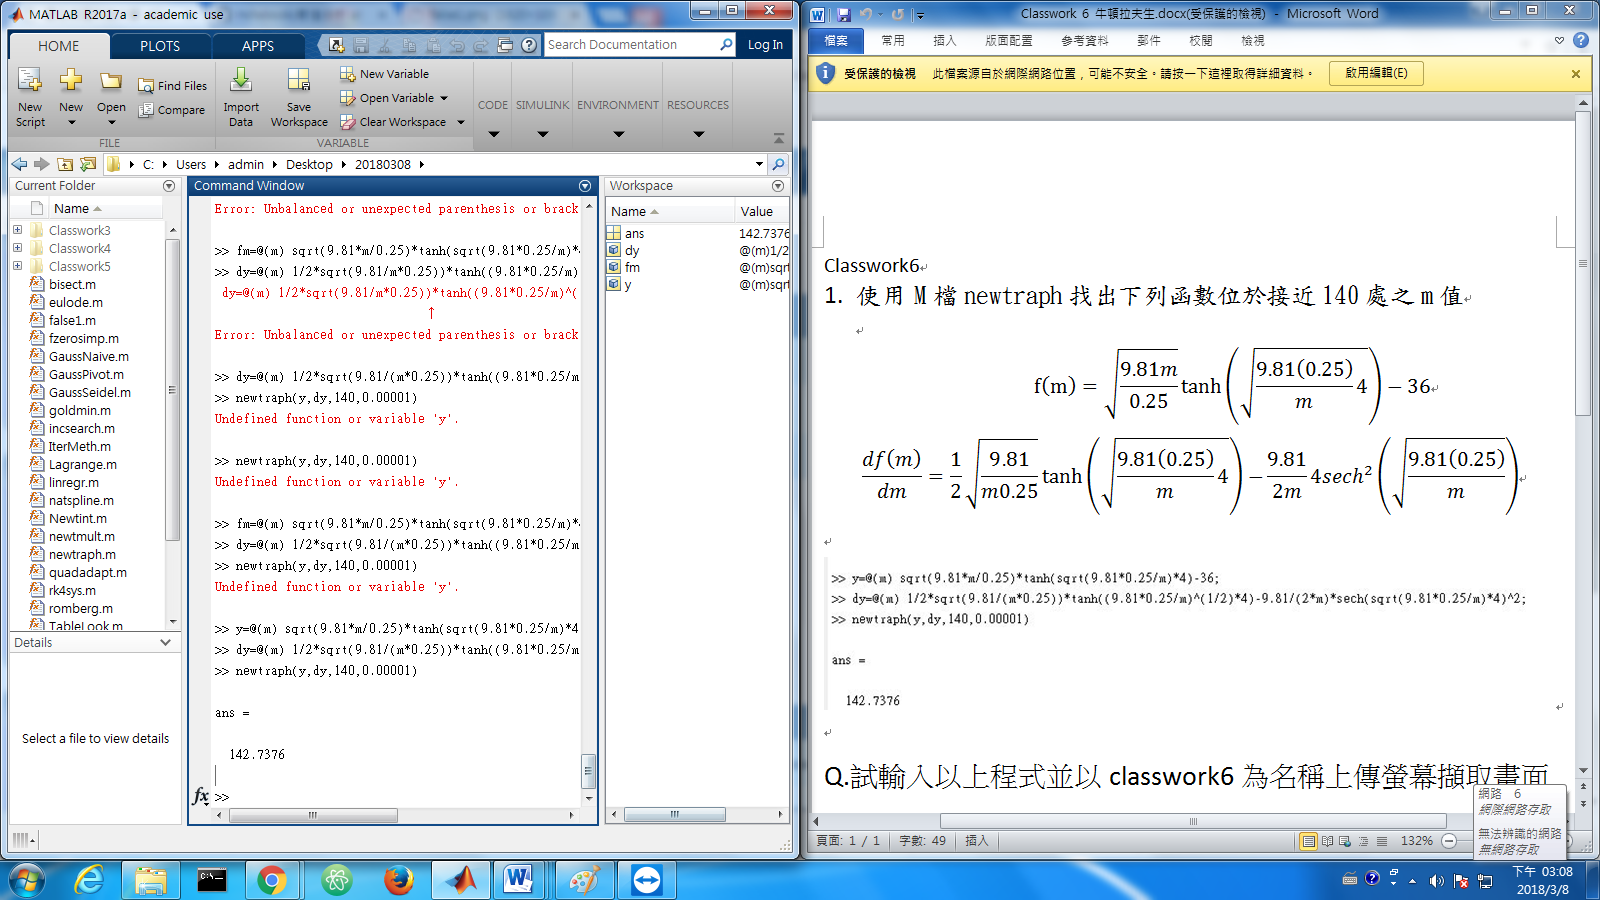 MATLAB R2017a - academic use
HOME
PLOTS
APPS
Search Documentation
Log In
New Script
New
Open
Find Files
Compare
Import Data
Save Workspace
New Variable
Open Variable
Clear Workspace
CODE
SIMULINK
ENVIRONMENT
RESOURCES
FILE
VARIABLE
C: Users admin Desktop 20180308
Current Folder
Name
Classwork3
Classwork4
Classwork5
bisect.m
eulode.m
false1.m
fzerosimp.m
GaussNaive.m
GaussPivot.m
GaussSeidel.m
goldmin.m
incsearch.m
IterMeth.m
Lagrange.m
linregr.m
natspline.m
Newtint.m
newtmult.m
newtraph.m
quadadapt.m
rk4sys.m
romberg.m
TableLook.m
Details
Select a file to view details
Command Window
Error: Unbalanced or unexpected parenthesis or brack
>> fm=@(m) sqrt(9.81*m/0.25)*tanh(sqrt(9.81*0.25/m)*
>> dy=@(m) 1/2*sqrt(9.81/m*0.25))*tanh((9.81*0.25/m)
dy=@(m) 1/2*sqrt(9.81/m*0.25))*tanh((9.81*0.25/m)^(
↑
Error: Unbalanced or unexpected parenthesis or brack
>> dy=@(m) 1/2*sqrt(9.81/(m*0.25))*tanh((9.81*0.25/m
>> newtraph(y,dy,140,0.00001)
Undefined function or variable 'y'.
>> newtraph(y,dy,140,0.00001)
Undefined function or variable 'y'.
>> fm=@(m) sqrt(9.81*m/0.25)*tanh(sqrt(9.81*0.25/m)*
>> dy=@(m) 1/2*sqrt(9.81/(m*0.25))*tanh((9.81*0.25/m
>> newtraph(y,dy,140,0.00001)
Undefined function or variable 'y'.
>> y=@(m) sqrt(9.81*m/0.25)*tanh(sqrt(9.81*0.25/m)*4
>> dy=@(m) 1/2*sqrt(9.81/(m*0.25))*tanh((9.81*0.25/m
>> newtraph(y,dy,140,0.00001)
ans =
142.7376
fx >>
Workspace
Name Value
ans 142.7376
dy @(m)1/2
fm @(m)sqrt
y @(m)sqrt
Classwork 6 牛頓拉夫生.docx(受保護的檢視) - Microsoft Word
檔案 常用 插入 版面配置 參考資料 郵件 校閱 檢視
受保護的檢視 此檔案源自於網際網路位置，可能不安全。請按一下這裡取得詳細資料。 啟用編輯(E)
Classwork6
1. 使用 M 檔 newtraph 找出下列函數位於接近 140 處之 m 值
f(m) = √(9.81m/0.25) tanh(√(9.81(0.25)/m 4)) − 36
df(m)/dm = 1/2 √(9.81/m0.25) tanh(√(9.81(0.25)/m 4)) − 9.81/2m 4sech²(√(9.81(0.25)/m))
>> y=@(m) sqrt(9.81*m/0.25)*tanh(sqrt(9.81*0.25/m)*4)-36;
>> dy=@(m) 1/2*sqrt(9.81/(m*0.25))*tanh((9.81*0.25/m)^(1/2)*4)-9.81/(2*m)*sech(sqrt(9.81*0.25/m)*4)^2;
>> newtraph(y,dy,140,0.00001)
ans =
142.7376
Q.試輸入以上程式並以 classwork6 為名稱上傳螢幕擷取畫面
網路 6
網際網路存取
無法辨識的網路
無網路存取
頁面: 1 / 1 字數: 49 插入 132%
下午 03:08
2018/3/8